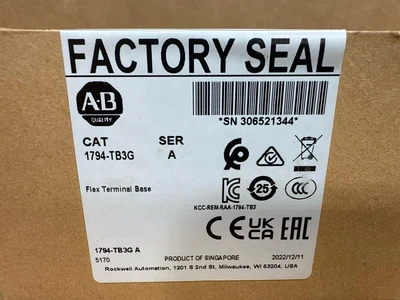 FACTORY SEAL
A-B
QUALITY
*SN 306521344*
CAT SER
1794-TB3G A
Flex Terminal Base
25
KCC-REM-RAA-1794-TB3
CE UK CA EAC
1794-TB3G A
5170 PRODUCT OF SINGAPORE 2022/12/11
Rockwell Automation, 1201 S 2nd St, Milwaukee, WI 53204, USA